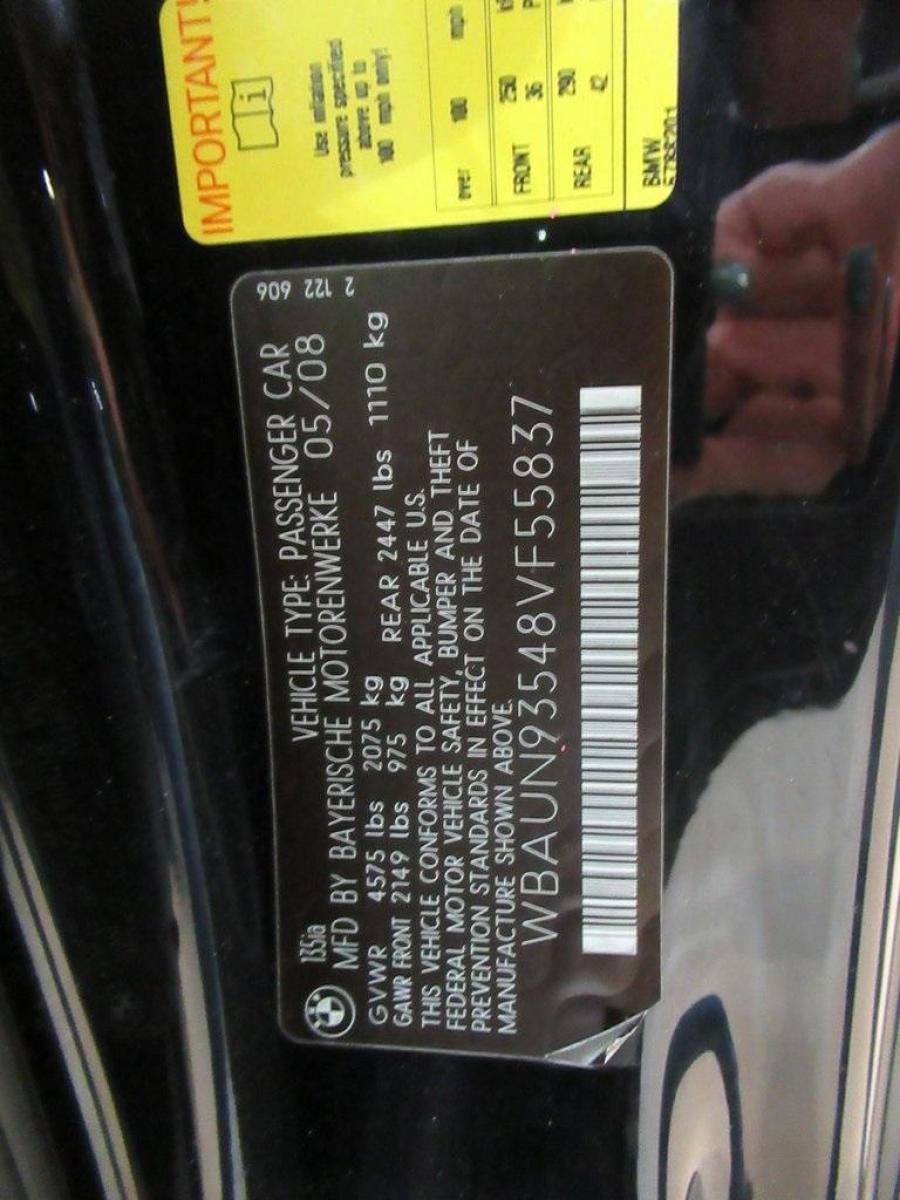 IMPORTANT!
Use inflation
pressure specified
above up to
100 mph only!
over 100 mph
FRONT 250
36
REAR 290
42
BMW
2 122 606
135ia VEHICLE TYPE: PASSENGER CAR
MFD BY BAYERISCHE MOTORENWERKE 05/08
GVWR 4575 lbs 2075 kg
GAWR FRONT 2149 lbs 975 kg REAR 2447 lbs 1110 kg
THIS VEHICLE CONFORMS TO ALL APPLICABLE U.S.
FEDERAL MOTOR VEHICLE SAFETY, BUMPER AND THEFT
PREVENTION STANDARDS IN EFFECT ON THE DATE OF
MANUFACTURE SHOWN ABOVE.
WBAUN93548VF55837